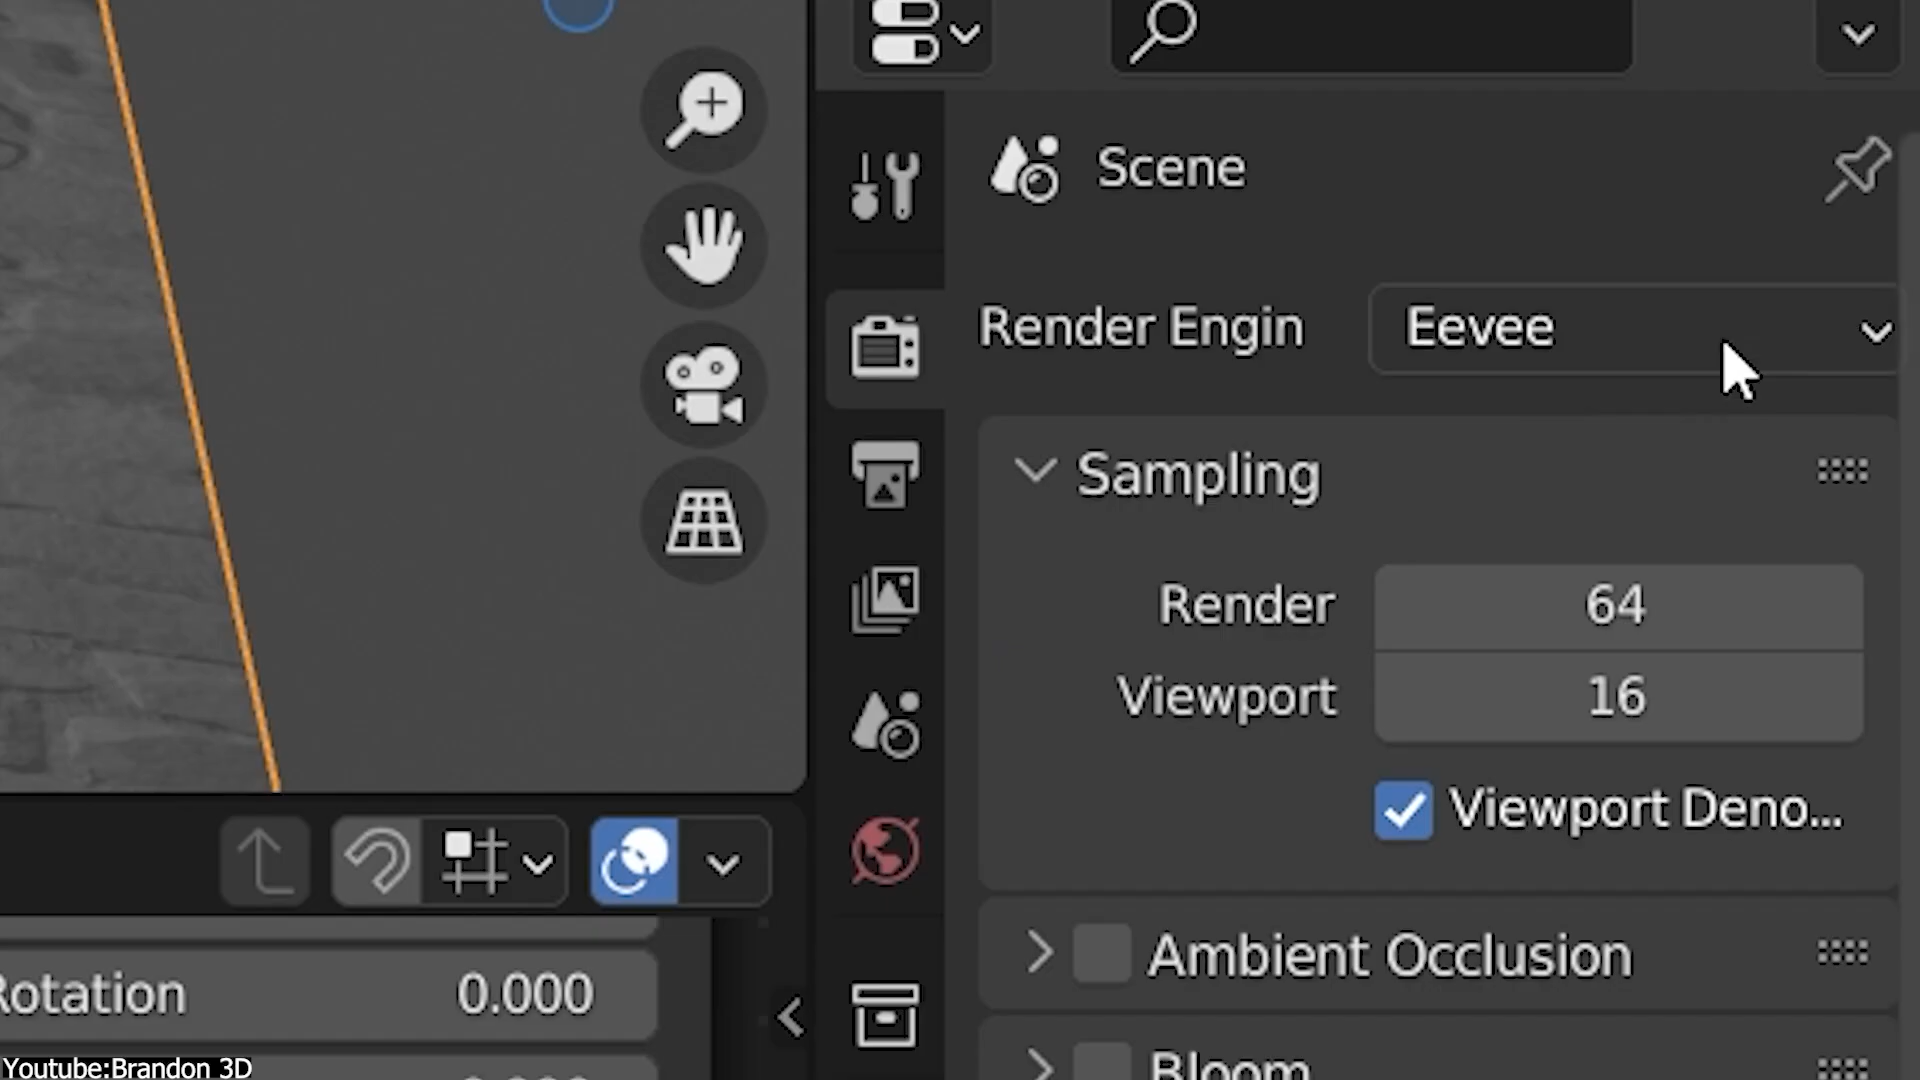 Scene
Render Engin
Eevee
Sampling
Render
64
Viewport
16
Viewport Deno...
Ambient Occlusion
Bloom
Rotation
0.000
Youtube:Brandon 3D